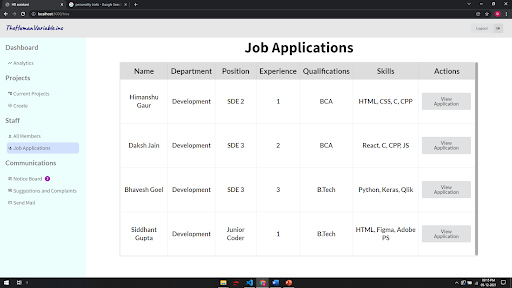 HR assistant
personality traits - Google Sear
localhost:3000/hire
TheHumanVariable.inc
Logout
Dashboard
Analytics
Projects
Current Projects
Create
Staff
All Members
Job Applications
Communications
Notice Board
Suggestions and Complaints
Send Mail
Job Applications
Name Department Position Experience Qualifications Skills Actions
Himanshu Gaur Development SDE 2 1 BCA HTML, CSS, C, CPP View Application
Daksh Jain Development SDE 3 2 BCA React, C, CPP, JS View Application
Bhavesh Goel Development SDE 3 3 B.Tech Python, Keras, Qlik View Application
Siddhant Gupta Development Junior Coder 1 B.Tech HTML, Figma, Adobe PS View Application